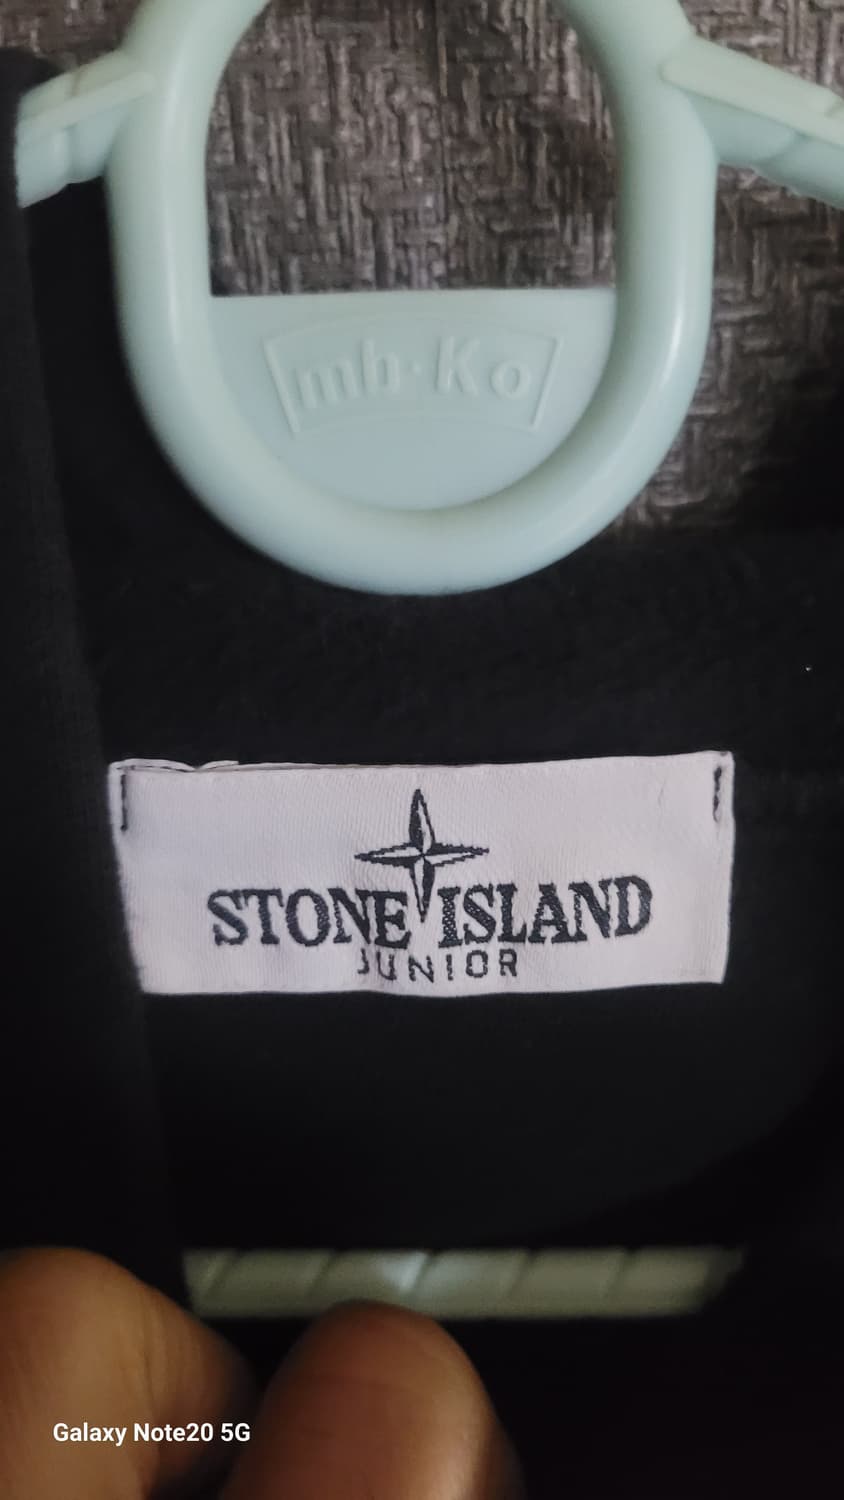 mb·Ko
STONE ISLAND
JUNIOR
Galaxy Note20 5G